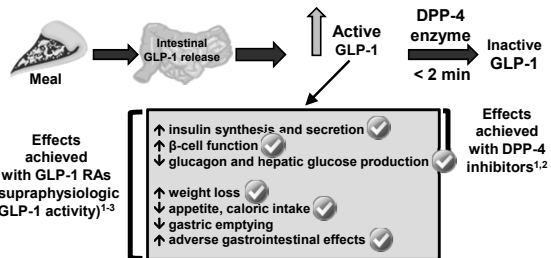 Meal
Intestinal
GLP-1 release
Active
GLP-1
DPP-4
enzyme
< 2 min
Inactive
GLP-1
Effects
achieved
with GLP-1 RAs
(supraphysiologic
GLP-1 activity)1-3
↑ insulin synthesis and secretion
↑ β-cell function
↓ glucagon and hepatic glucose production
↑ weight loss
↓ appetite, caloric intake
↓ gastric emptying
↑ adverse gastrointestinal effects
Effects
achieved
with DPP-4
inhibitors1,2